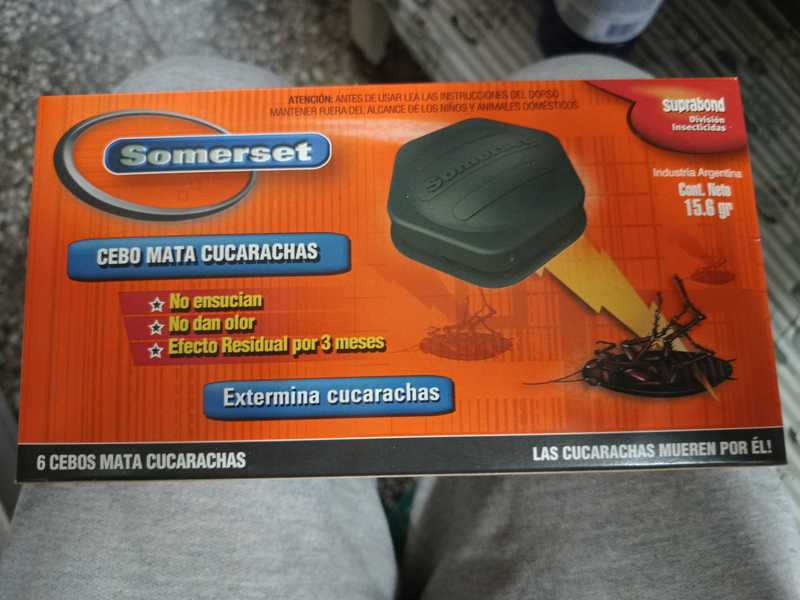 ATENCIÓN: ANTES DE USAR LEA LAS INSTRUCCIONES DEL DORSO
MANTENER FUERA DEL ALCANCE DE LOS NIÑOS Y ANIMALES DOMÉSTICOS
suprabond
División
Insecticidas
Somerset
Somerset
Industria Argentina
Cont. Neto
15.6 gr
CEBO MATA CUCARACHAS
No ensucian
No dan olor
Efecto Residual por 3 meses
Extermina cucarachas
6 CEBOS MATA CUCARACHAS
LAS CUCARACHAS MUEREN POR ÉL!